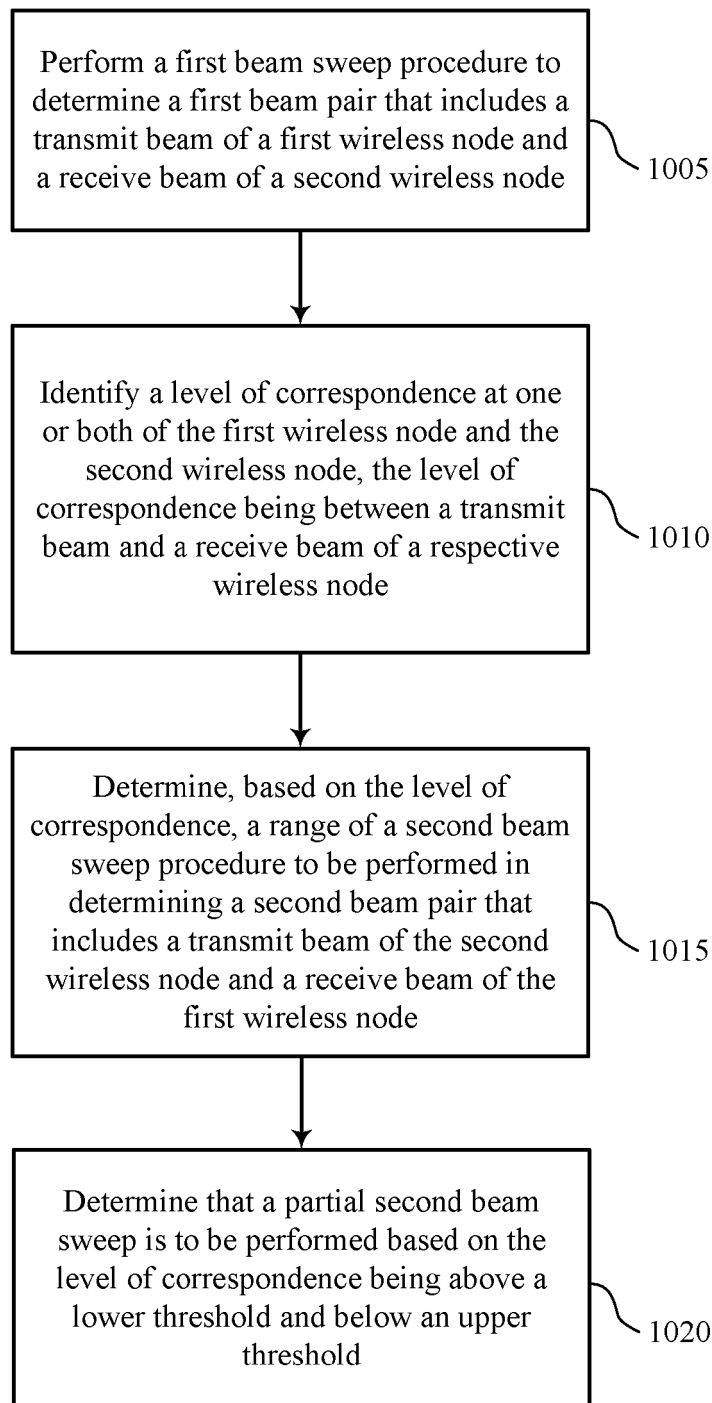 Perform a first beam sweep procedure to
determine a first beam pair that includes a
transmit beam of a first wireless node and
a receive beam of a second wireless node
1005
Identify a level of correspondence at one
or both of the first wireless node and the
second wireless node, the level of
correspondence being between a transmit
beam and a receive beam of a respective
wireless node
1010
Determine, based on the level of
correspondence, a range of a second beam
sweep procedure to be performed in
determining a second beam pair that
includes a transmit beam of the second
wireless node and a receive beam of the
first wireless node
1015
Determine that a partial second beam
sweep is to be performed based on the
level of correspondence being above a
lower threshold and below an upper
threshold
1020